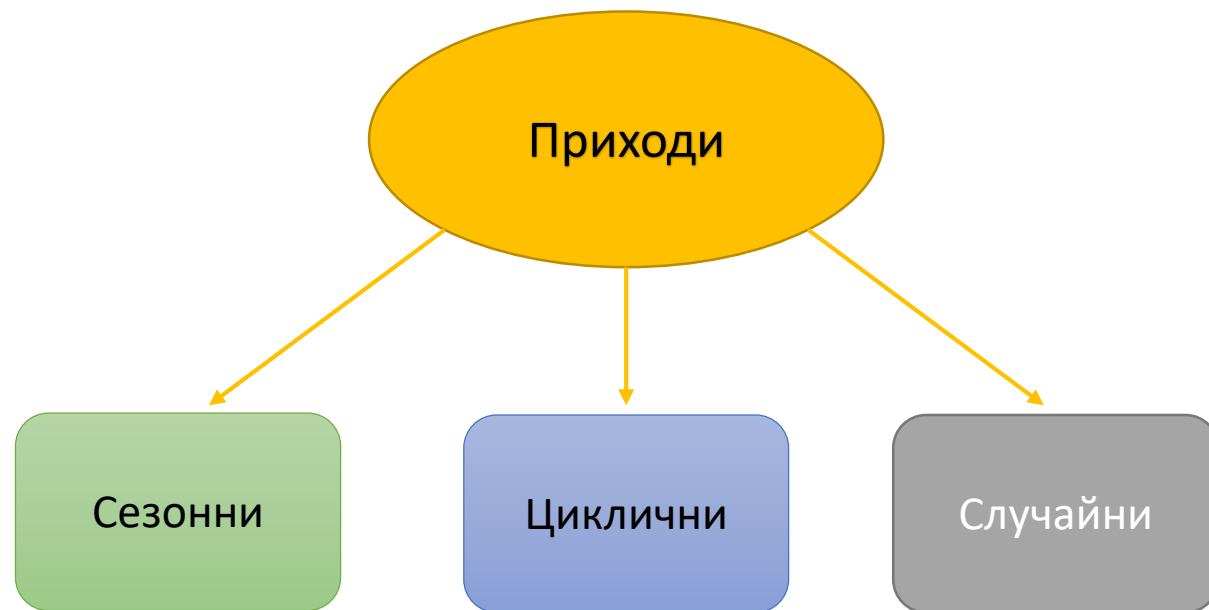 Приходи
Сезонни
Циклични
Случайни